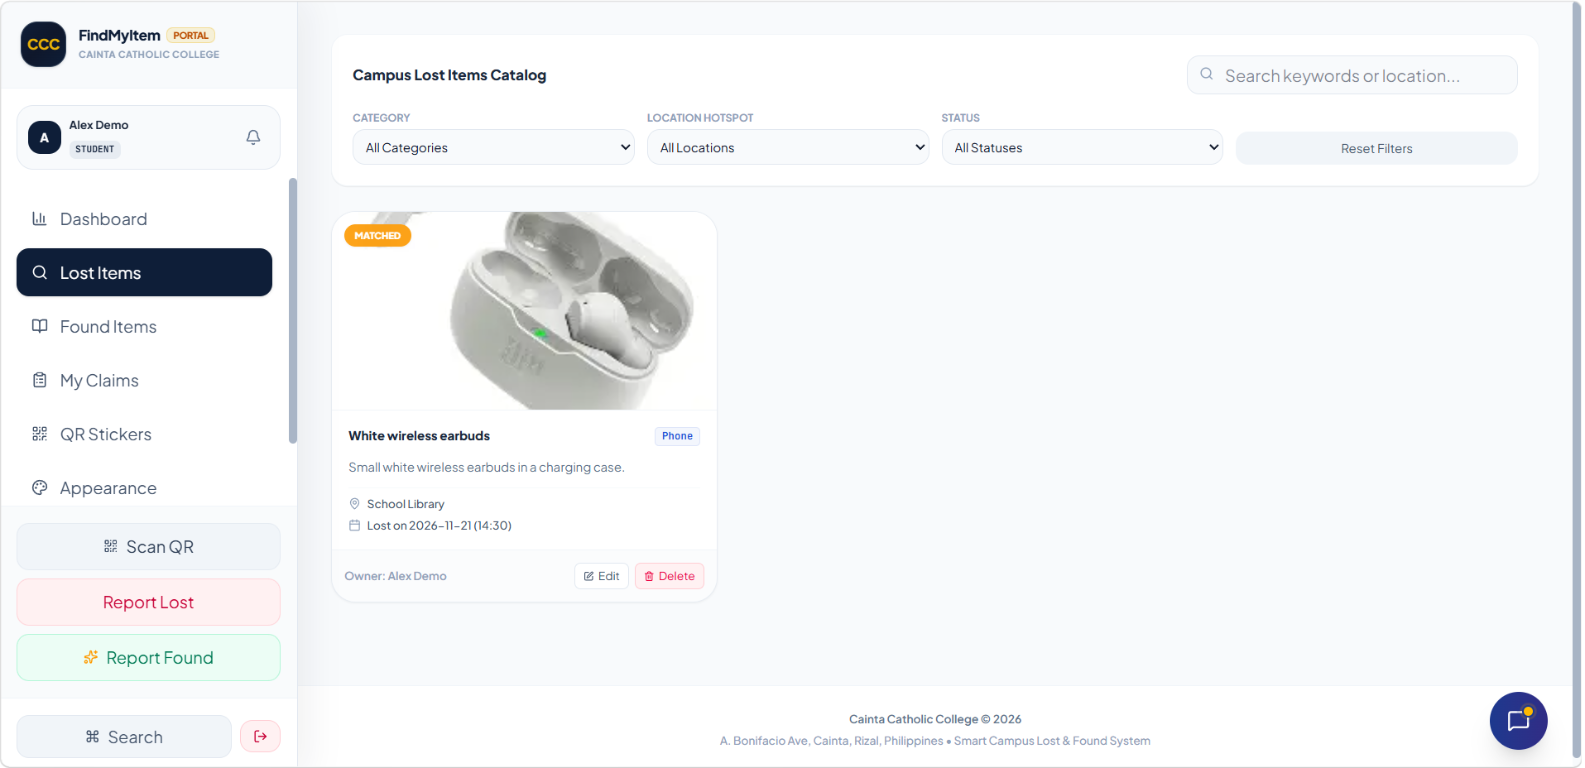 CCC
FindMyItem PORTAL
CAINTA CATHOLIC COLLEGE
A
Alex Demo
STUDENT
Dashboard
Lost Items
Found Items
My Claims
QR Stickers
Appearance
Scan QR
Report Lost
Report Found
⌘ Search
Campus Lost Items Catalog
Search keywords or location...
CATEGORY
All Categories
LOCATION HOTSPOT
All Locations
STATUS
All Statuses
Reset Filters
MATCHED
White wireless earbuds
Phone
Small white wireless earbuds in a charging case.
School Library
Lost on 2026-11-21 (14:30)
Owner: Alex Demo
Edit
Delete
Cainta Catholic College © 2026
A. Bonifacio Ave, Cainta, Rizal, Philippines • Smart Campus Lost & Found System